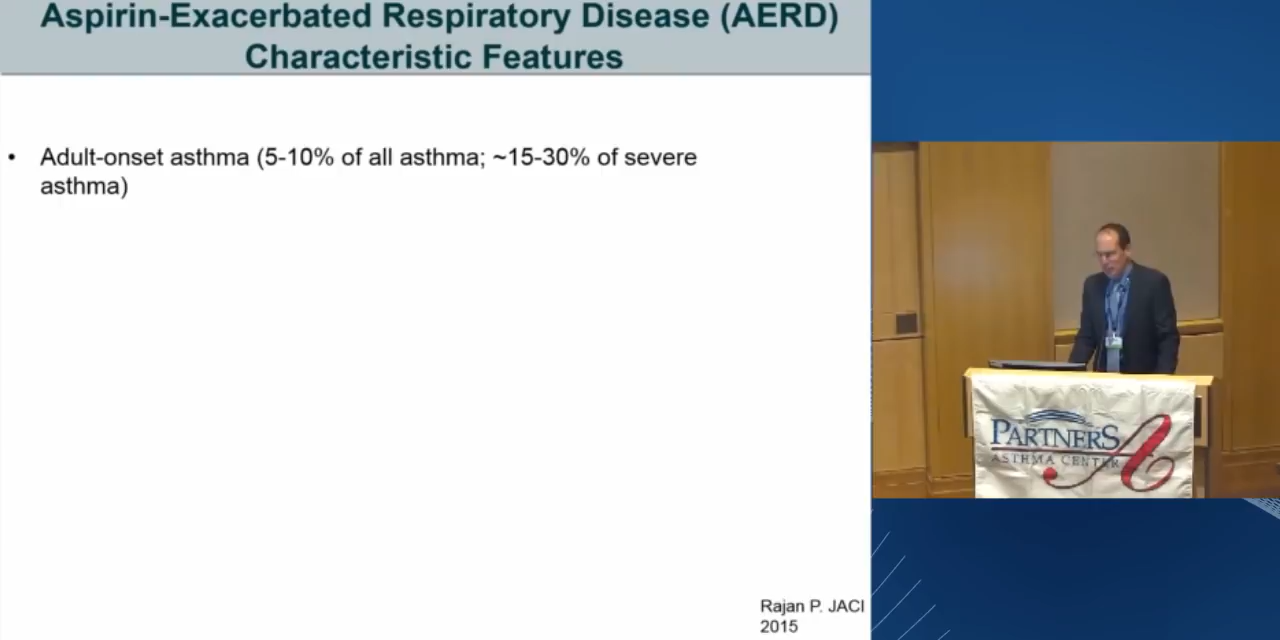 Aspirin-Exacerbated Respiratory Disease (AERD)
Characteristic Features
• Adult-onset asthma (5-10% of all asthma; ~15-30% of severe
asthma)
Rajan P. JACI
2015
PARTNERS
ASTHMA CENTER